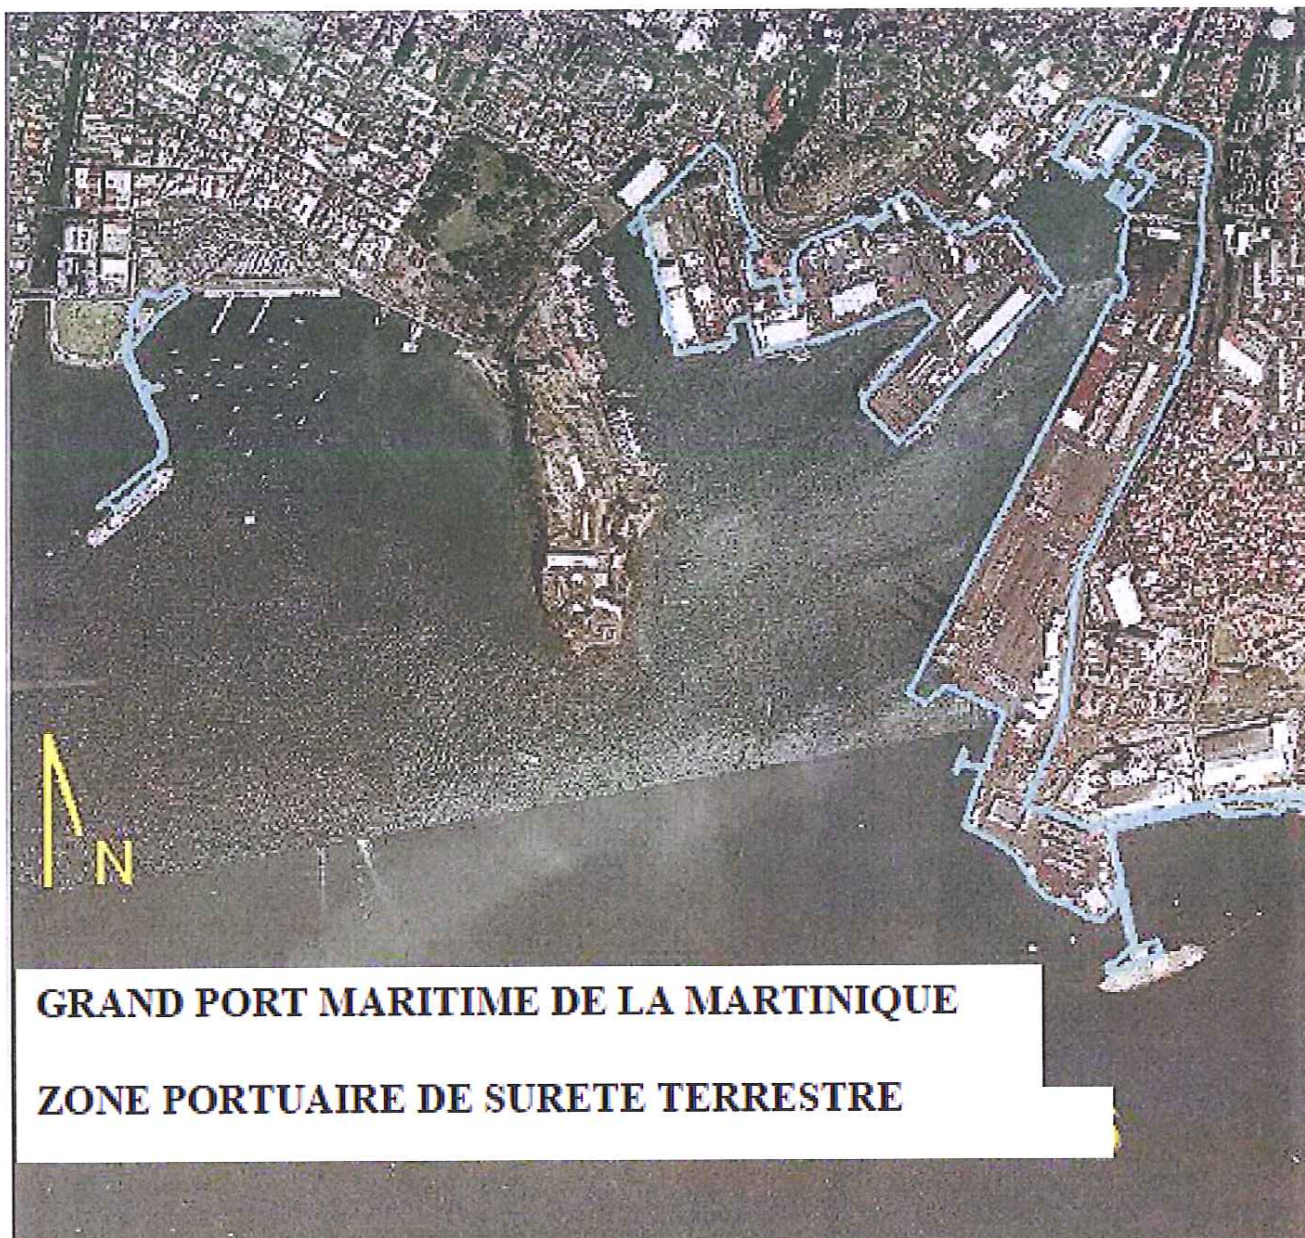 N
GRAND PORT MARITIME DE LA MARTINIQUE
ZONE PORTUAIRE DE SURETE TERRESTRE